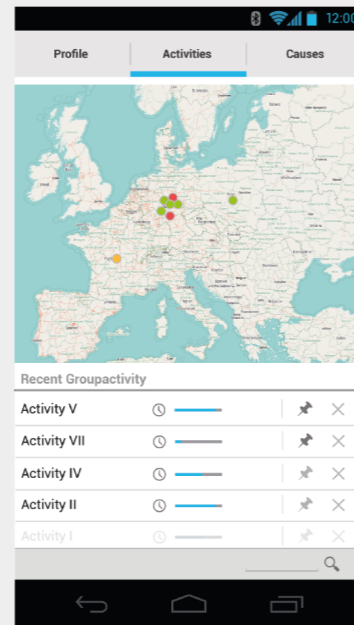 12:00
Profile Activities Causes
Recent Groupactivity
Activity V
Activity VII
Activity IV
Activity II
Activity I